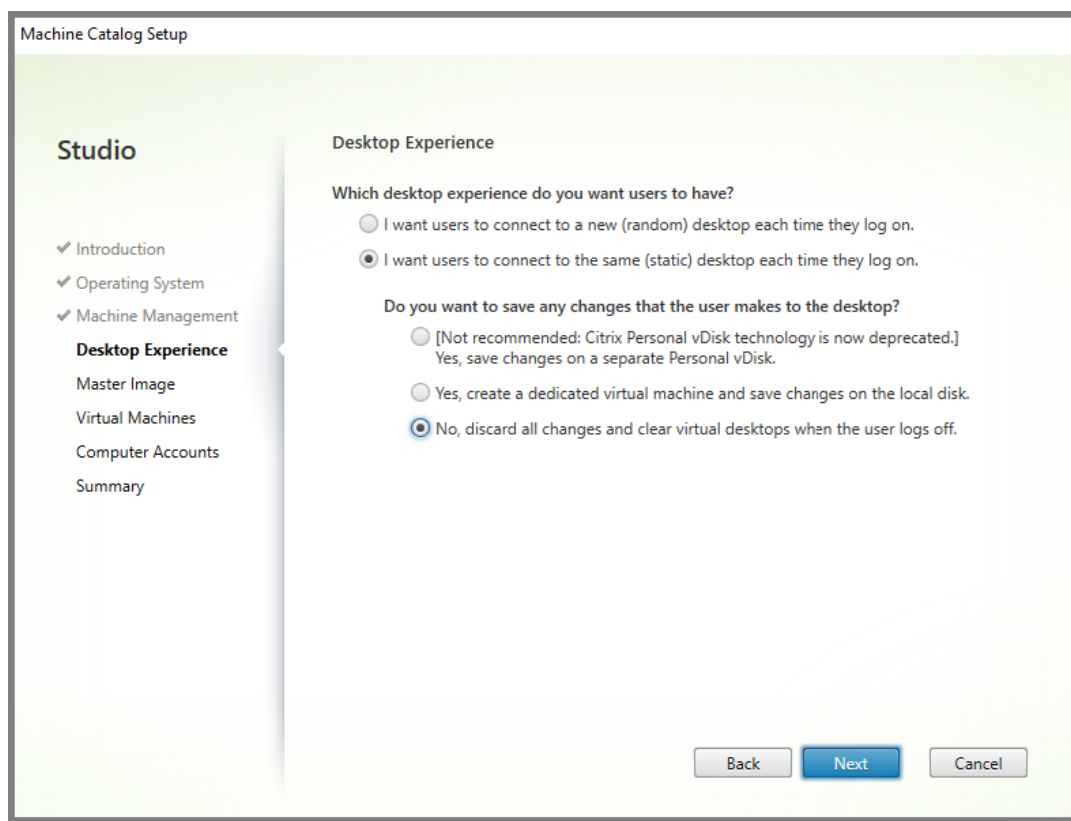 Machine Catalog Setup
Studio
Introduction
Operating System
Machine Management
Desktop Experience
Master Image
Virtual Machines
Computer Accounts
Summary
Desktop Experience
Which desktop experience do you want users to have?
I want users to connect to a new (random) desktop each time they log on.
I want users to connect to the same (static) desktop each time they log on.
Do you want to save any changes that the user makes to the desktop?
[Not recommended: Citrix Personal vDisk technology is now deprecated.]
Yes, save changes on a separate Personal vDisk.
Yes, create a dedicated virtual machine and save changes on the local disk.
No, discard all changes and clear virtual desktops when the user logs off.
Back
Next
Cancel